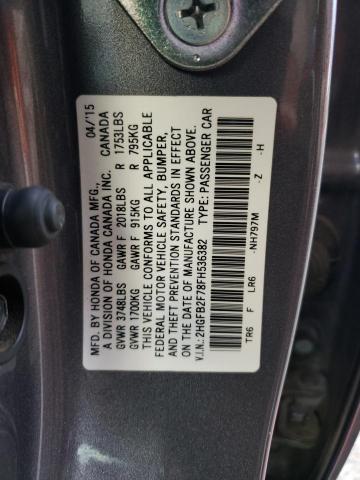 MFD. BY HONDA OF CANADA MFG., 04/'15
A DIVISION OF HONDA CANADA INC. CANADA
GVWR 3748LBS GAWR F 2018LBS R 1753LBS
GVWR 1700KG GAWR F 915KG R 795KG
THIS VEHICLE CONFORMS TO ALL APPLICABLE
FEDERAL MOTOR VEHICLE SAFETY, BUMPER,
AND THEFT PREVENTION STANDARDS IN EFFECT
ON THE DATE OF MANUFACTURE SHOWN ABOVE.
V.I.N.: 2HGFB2F78FH536382 TYPE: PASSENGER CAR
TR6 F LR6 -NH797M -Z -H